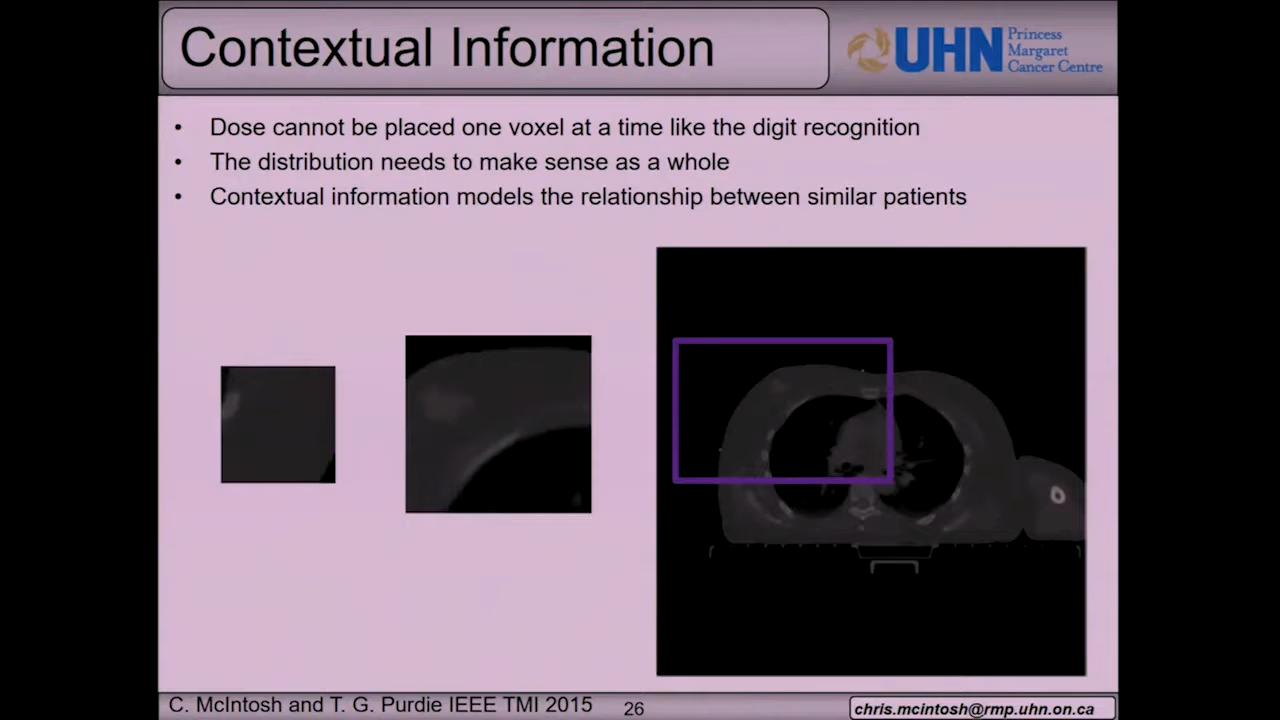 Contextual Information
UHN
Princess
Margaret
Cancer Centre
• Dose cannot be placed one voxel at a time like the digit recognition
• The distribution needs to make sense as a whole
• Contextual information models the relationship between similar patients
C. McIntosh and T. G. Purdie IEEE TMI 2015
26
chris.mcintosh@rmp.uhn.on.ca